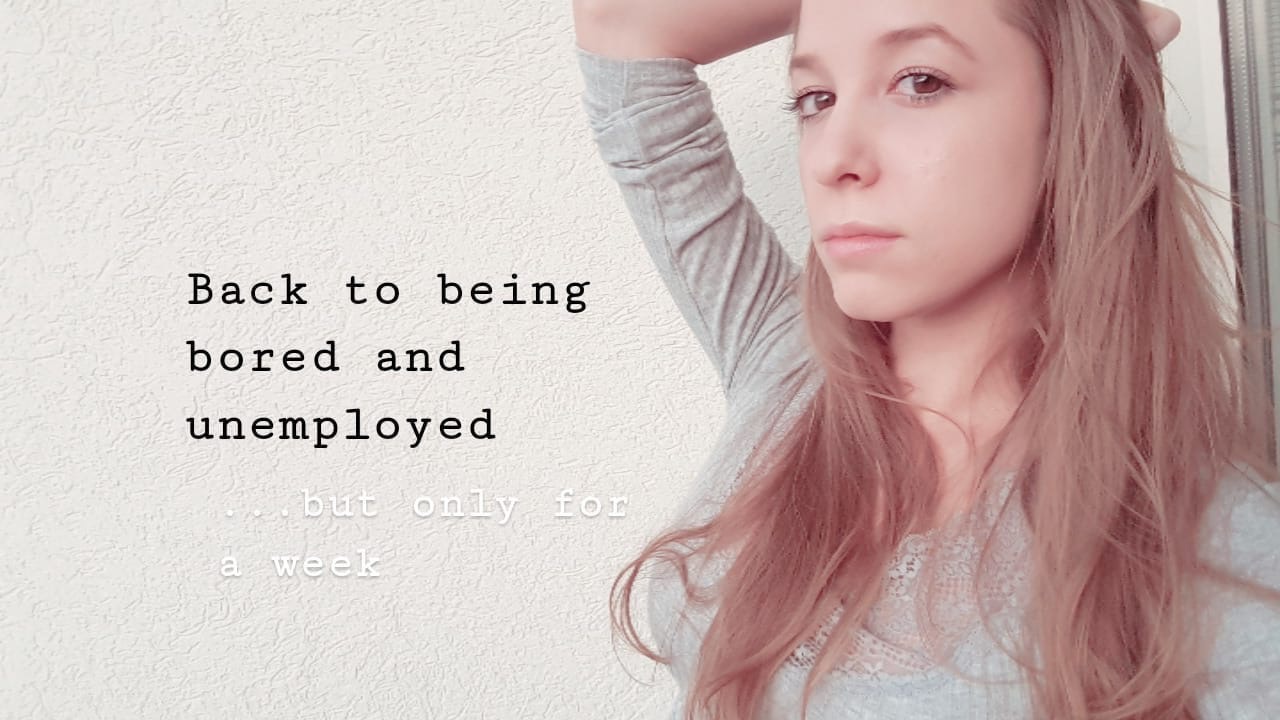 Back to being
bored and
unemployed
...but only for
a week